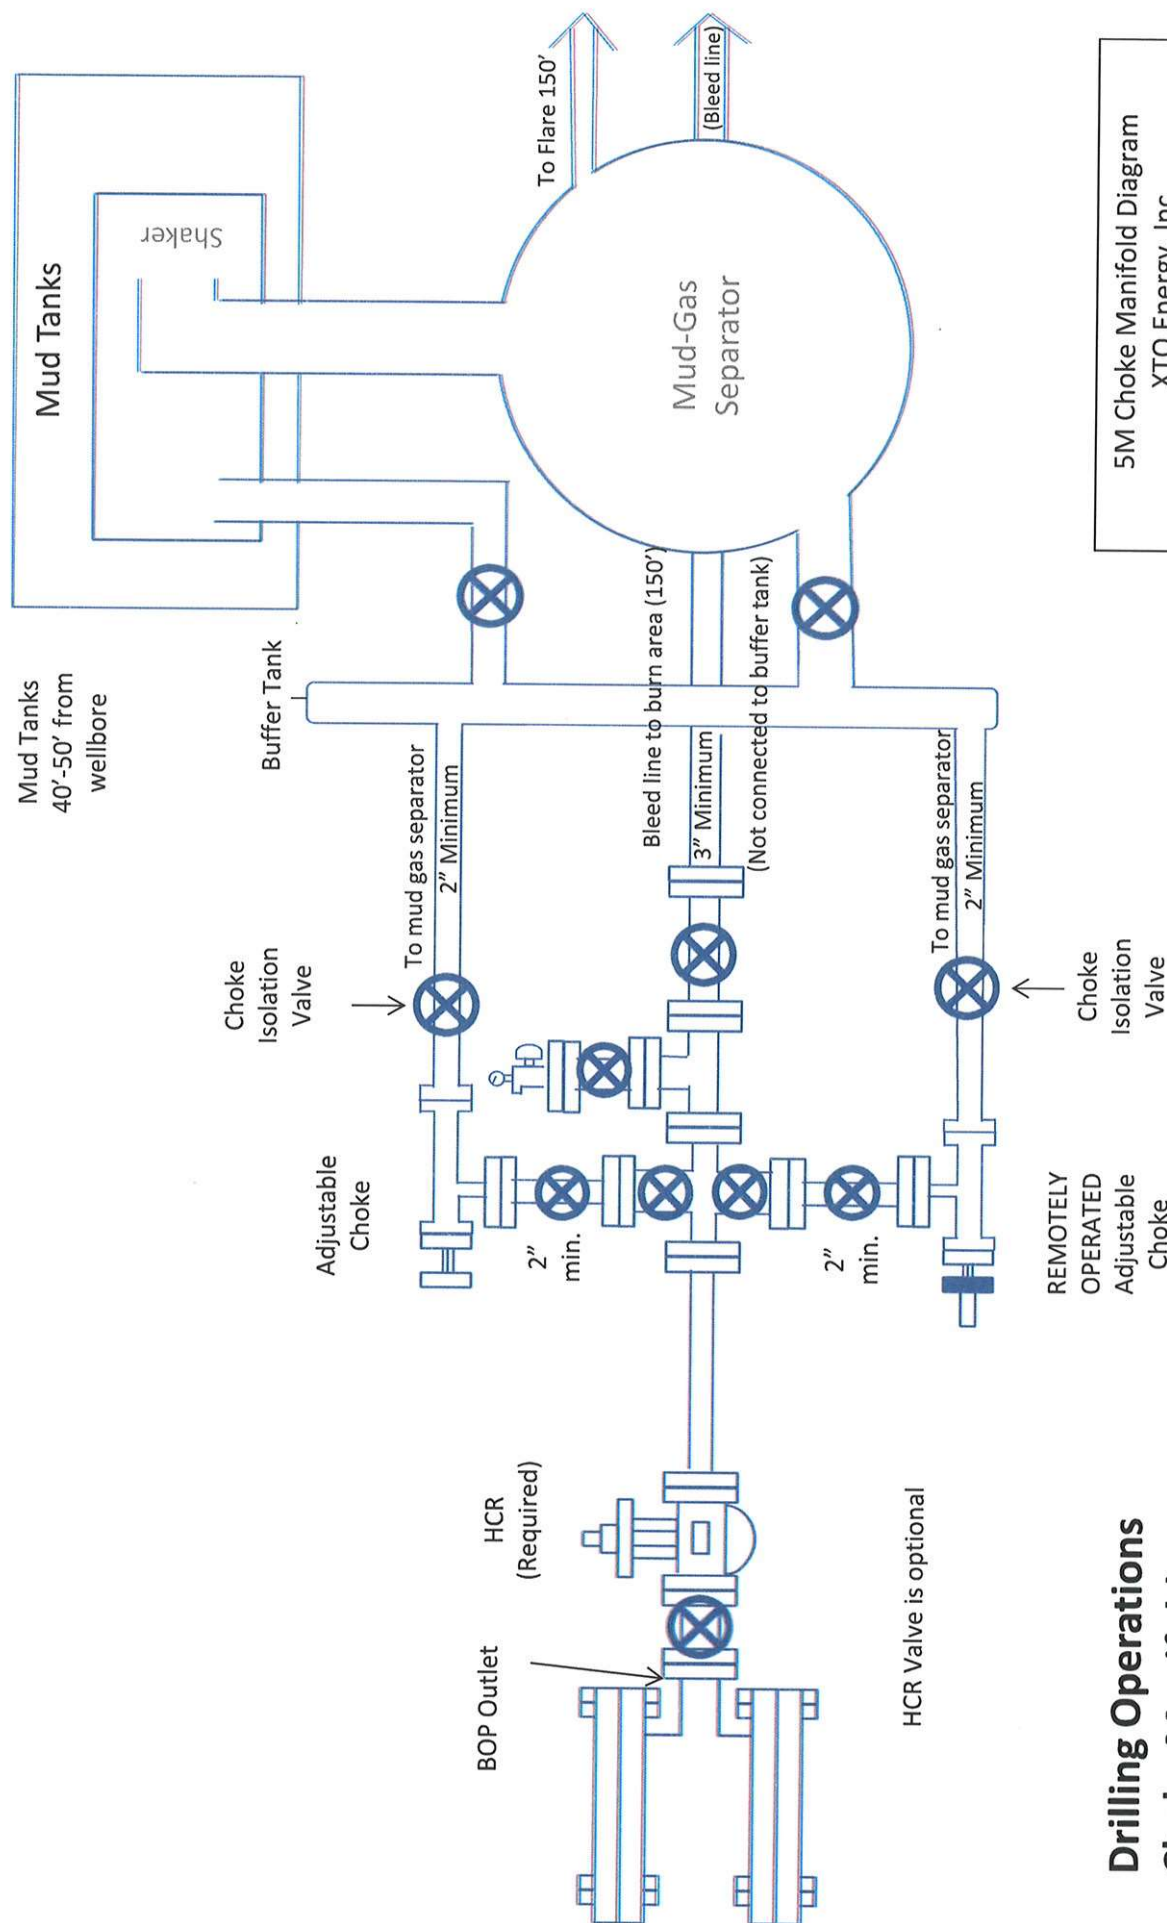 Mud Tanks
40'-50' from
wellbore
Mud Tanks
Shaker
Buffer Tank
Choke
Isolation
Valve
To mud gas separator
2" Minimum
To Flare 150'
(Bleed line)
Mud-Gas
Separator
Adjustable
Choke
2"
min.
Bleed line to burn area (150')
3" Minimum
(Not connected to buffer tank)
HCR
(Required)
BOP Outlet
2"
min.
To mud gas separator
2" Minimum
HCR Valve is optional
REMOTELY
OPERATED
Adjustable
Choke
Choke
Isolation
Valve
Drilling Operations
5M Choke Manifold Diagram
XTO Energy, Inc.